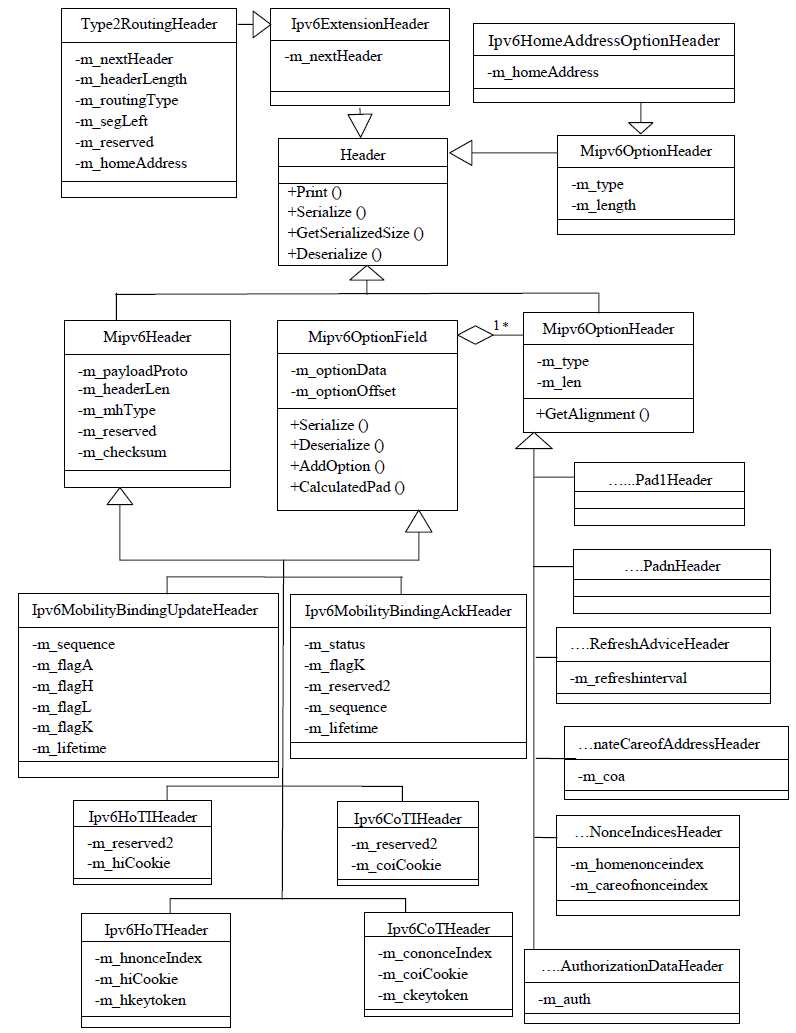 Type2RoutingHeader
-m_nextHeader
-m_headerLength
-m_routingType
-m_segLeft
-m_reserved
-m_homeAddress
Ipv6ExtensionHeader
-m_nextHeader
Ipv6HomeAddressOptionHeader
-m_homeAddress
Header
+Print ()
+Serialize ()
+GetSerializedSize ()
+Deserialize ()
Mipv6OptionHeader
-m_type
-m_length
Mipv6Header
-m_payloadProto
-m_headerLen
-m_mhType
-m_reserved
-m_checksum
Mipv6OptionField
-m_optionData
-m_optionOffset
+Serialize ()
+Deserialize ()
+AddOption ()
+CalculatedPad ()
1 *
Mipv6OptionHeader
-m_type
-m_len
+GetAlignment ()
…...Pad1Header
….PadnHeader
….RefreshAdviceHeader
-m_refreshinterval
…nateCareofAddressHeader
-m_coa
…NonceIndicesHeader
-m_homenonceindex
-m_careofnonceindex
….AuthorizationDataHeader
-m_auth
Ipv6MobilityBindingUpdateHeader
-m_sequence
-m_flagA
-m_flagH
-m_flagL
-m_flagK
-m_lifetime
Ipv6MobilityBindingAckHeader
-m_status
-m_flagK
-m_reserved2
-m_sequence
-m_lifetime
Ipv6HoTIHeader
-m_reserved2
-m_hiCookie
Ipv6CoTIHeader
-m_reserved2
-m_coiCookie
Ipv6HoTHeader
-m_hnonceIndex
-m_hiCookie
-m_hkeytoken
Ipv6CoTHeader
-m_cononceIndex
-m_coiCookie
-m_ckeytoken